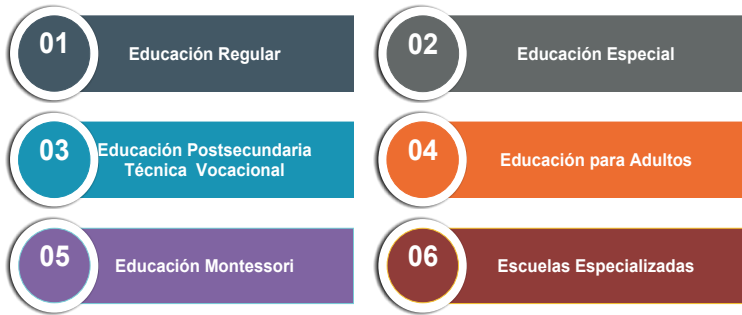 01
Educación Regular
02
Educación Especial
03
Educación Postsecundaria
Técnica Vocacional
04
Educación para Adultos
05
Educación Montessori
06
Escuelas Especializadas